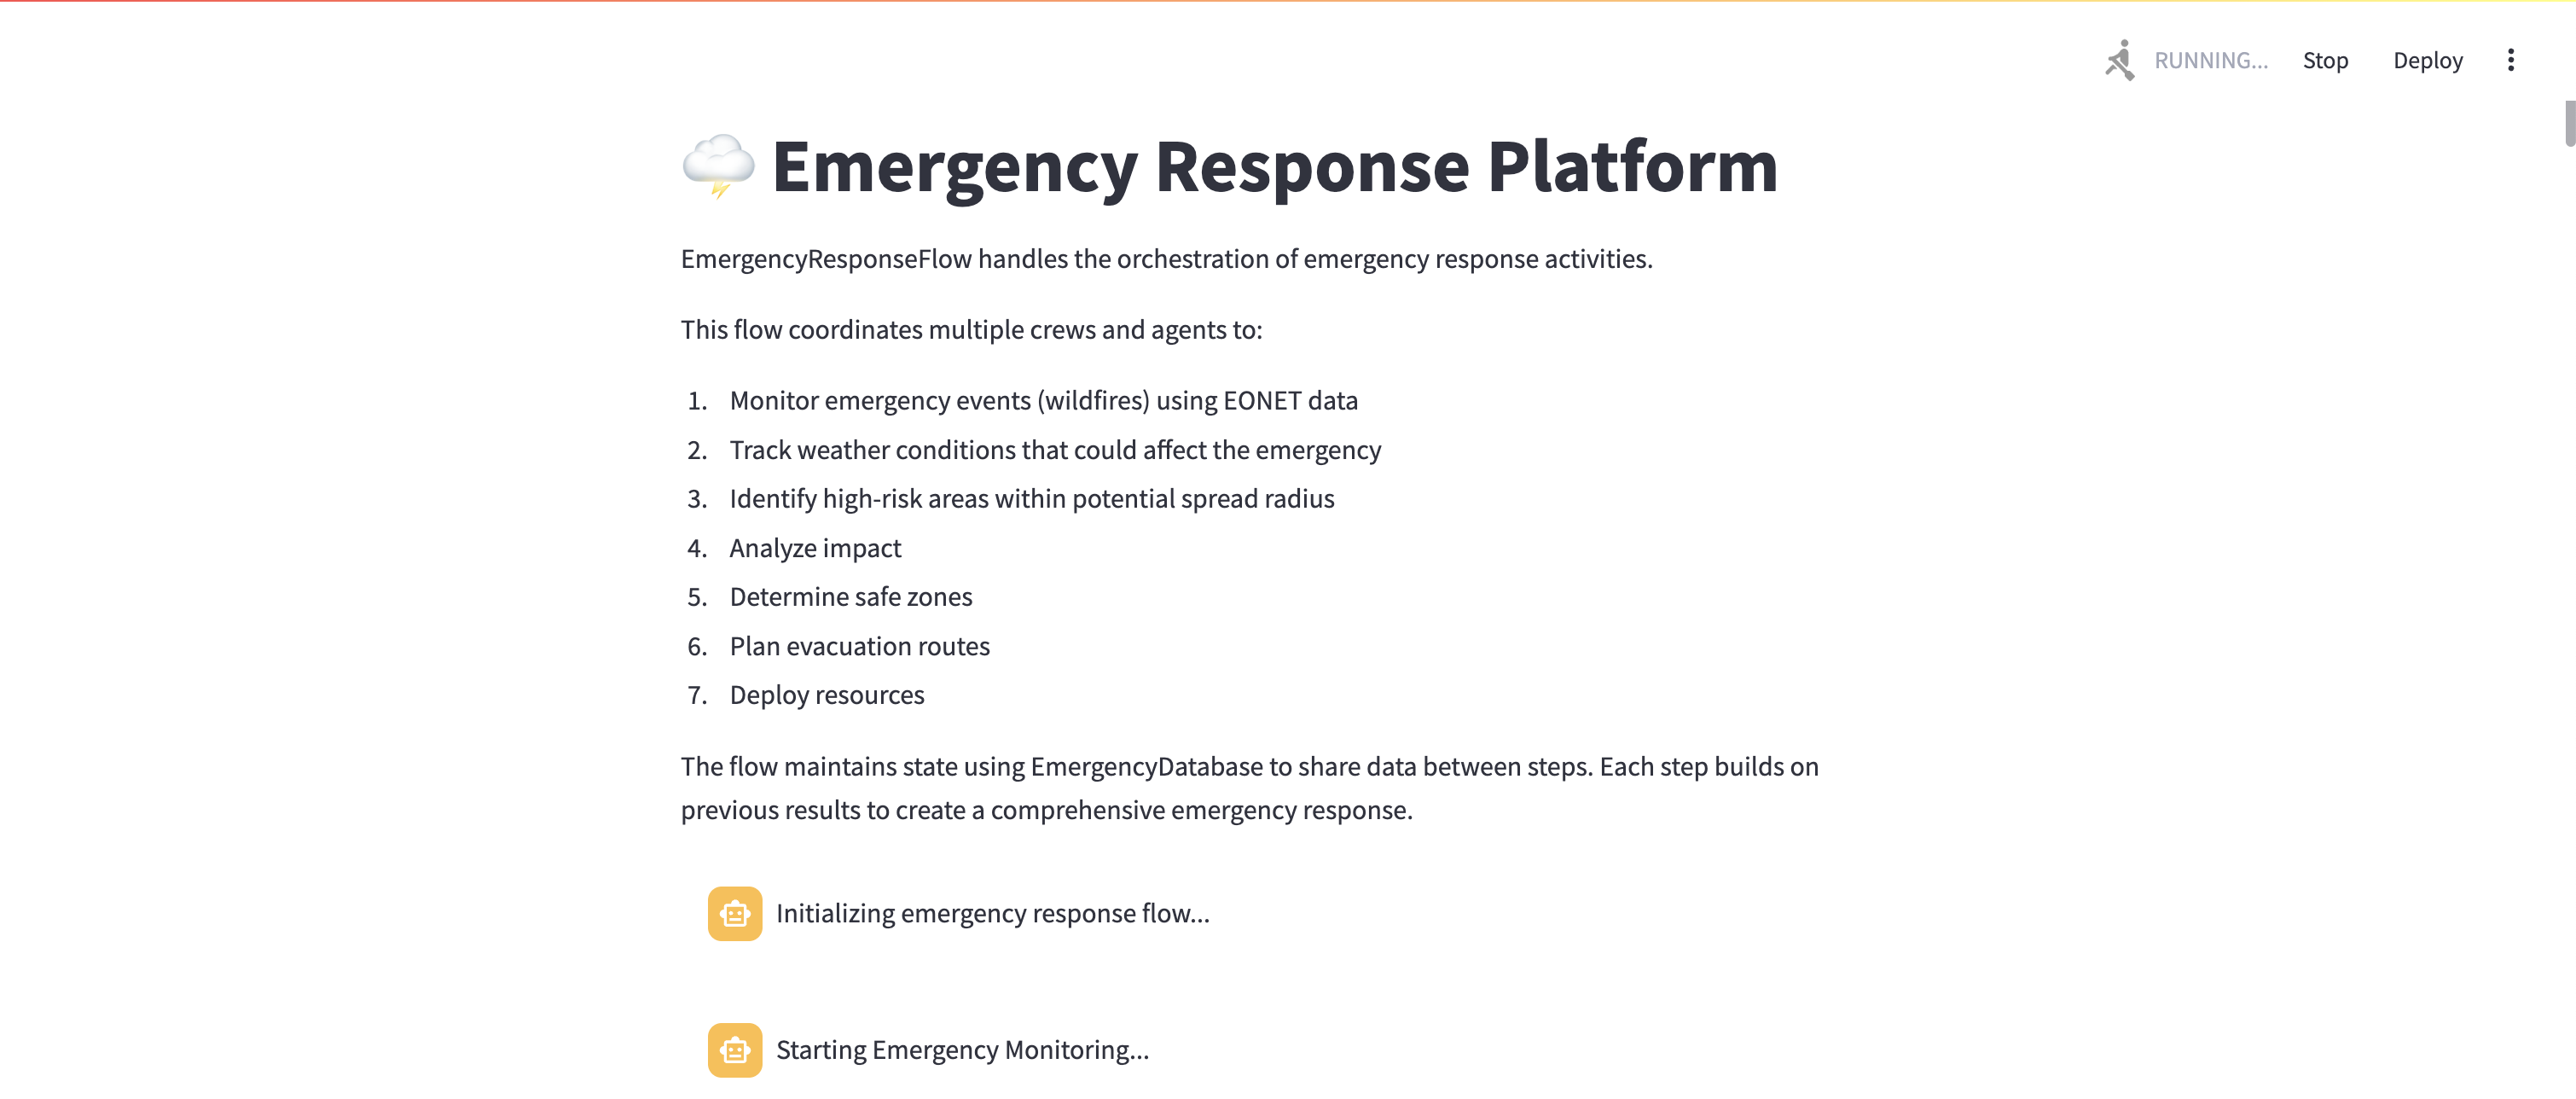 RUNNING... Stop Deploy
Emergency Response Platform
EmergencyResponseFlow handles the orchestration of emergency response activities.
This flow coordinates multiple crews and agents to:
1. Monitor emergency events (wildfires) using EONET data
2. Track weather conditions that could affect the emergency
3. Identify high-risk areas within potential spread radius
4. Analyze impact
5. Determine safe zones
6. Plan evacuation routes
7. Deploy resources
The flow maintains state using EmergencyDatabase to share data between steps. Each step builds on
previous results to create a comprehensive emergency response.
Initializing emergency response flow...
Starting Emergency Monitoring...